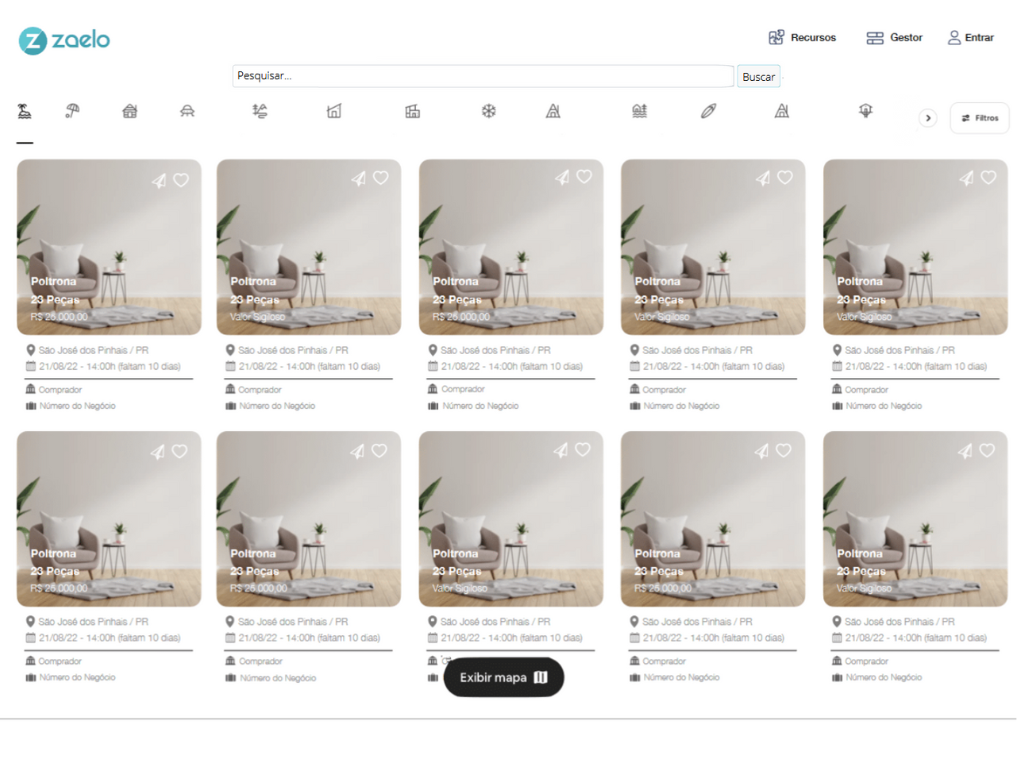 zaelo
Recursos Gestor Entrar
Pesquisar... Buscar
Filtros
Poltrona
23 Peças
R$ 26.000,00
São José dos Pinhais / PR
21/08/22 - 14:00h (faltam 10 dias)
Comprador
Número do Negócio
Poltrona
23 Peças
Valor Sigiloso
São José dos Pinhais / PR
21/08/22 - 14:00h (faltam 10 dias)
Comprador
Número do Negócio
Poltrona
23 Peças
R$ 26.000,00
São José dos Pinhais / PR
21/08/22 - 14:00h (faltam 10 dias)
Comprador
Número do Negócio
Poltrona
23 Peças
Valor Sigiloso
São José dos Pinhais / PR
21/08/22 - 14:00h (faltam 10 dias)
Comprador
Número do Negócio
Poltrona
23 Peças
Valor Sigiloso
São José dos Pinhais / PR
21/08/22 - 14:00h (faltam 10 dias)
Comprador
Número do Negócio
Poltrona
23 Peças
R$ 26.000,00
São José dos Pinhais / PR
21/08/22 - 14:00h (faltam 10 dias)
Comprador
Número do Negócio
Poltrona
23 Peças
R$ 26.000,00
São José dos Pinhais / PR
21/08/22 - 14:00h (faltam 10 dias)
Comprador
Número do Negócio
Poltrona
23 Peças
Valor Sigiloso
São José dos Pinhais / PR
21/08/22 - 14:00h (faltam 10 dias)
Poltrona
23 Peças
R$ 26.000,00
São José dos Pinhais / PR
21/08/22 - 14:00h (faltam 10 dias)
Comprador
Número do Negócio
Poltrona
23 Peças
Valor Sigiloso
São José dos Pinhais / PR
21/08/22 - 14:00h (faltam 10 dias)
Comprador
Número do Negócio
Exibir mapa